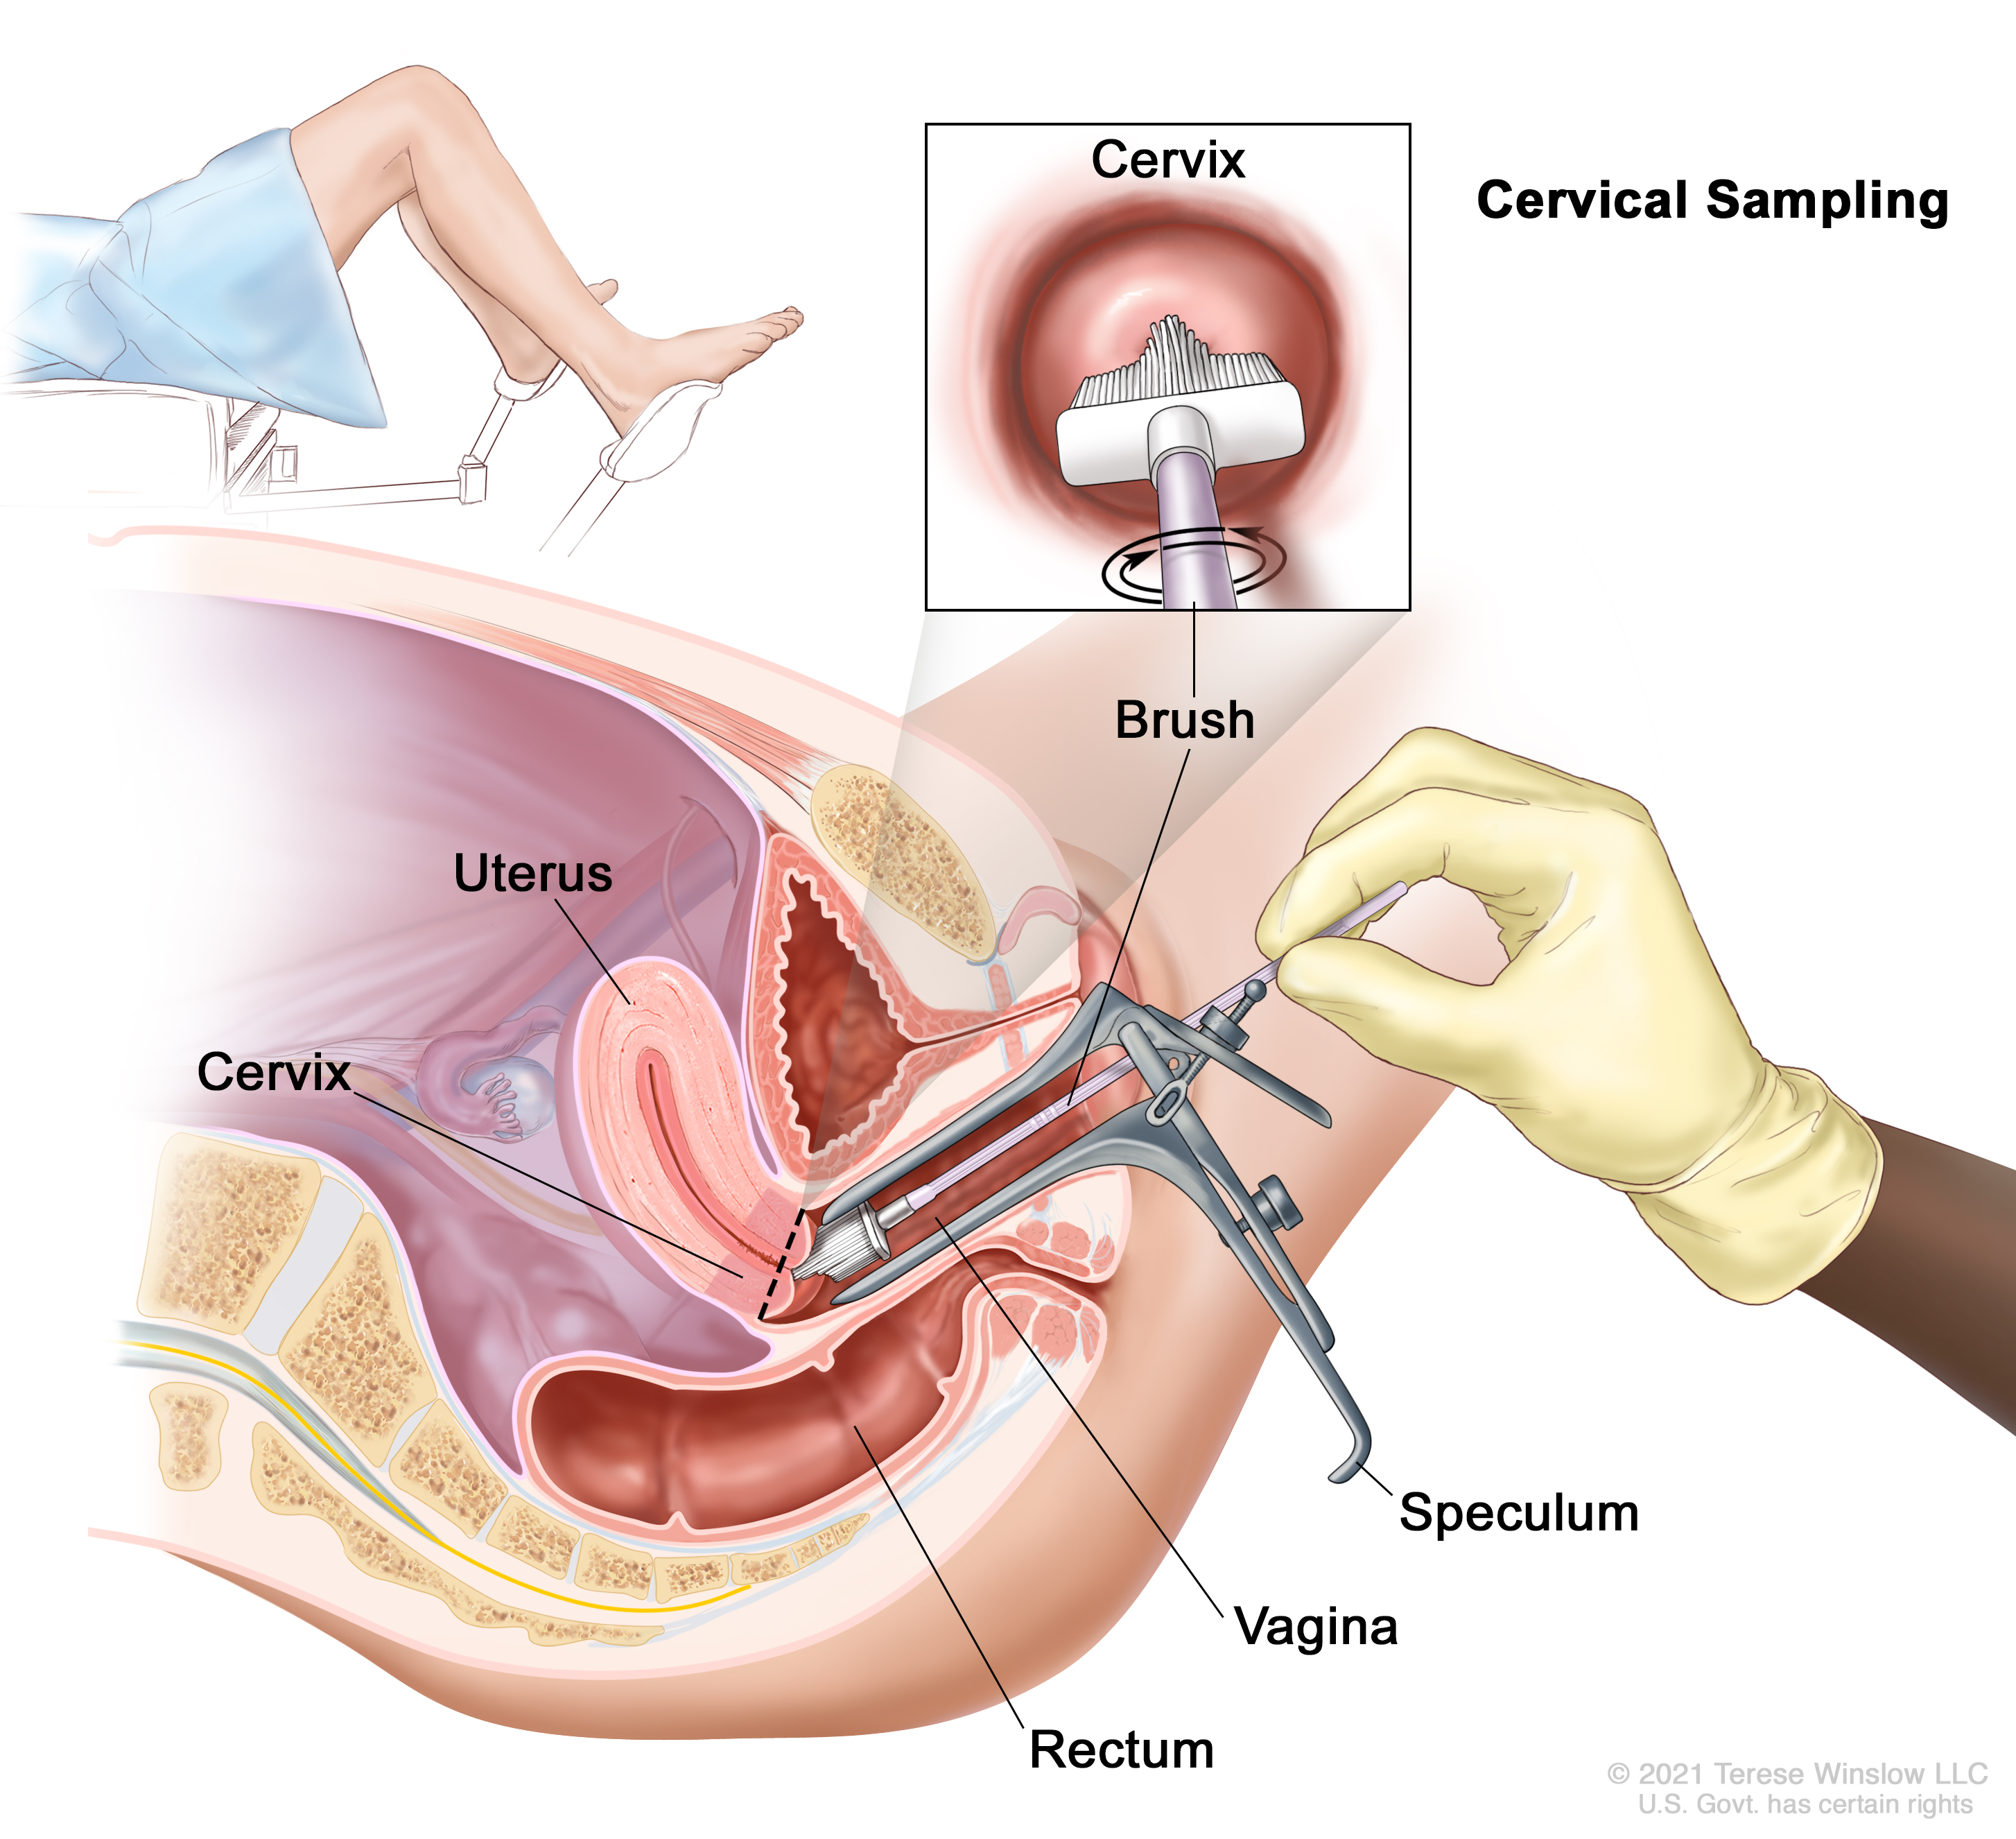 Cervix
Cervical Sampling
Brush
Uterus
Cervix
Speculum
Vagina
Rectum
© 2021 Terese Winslow LLC
U.S. Govt. has certain rights